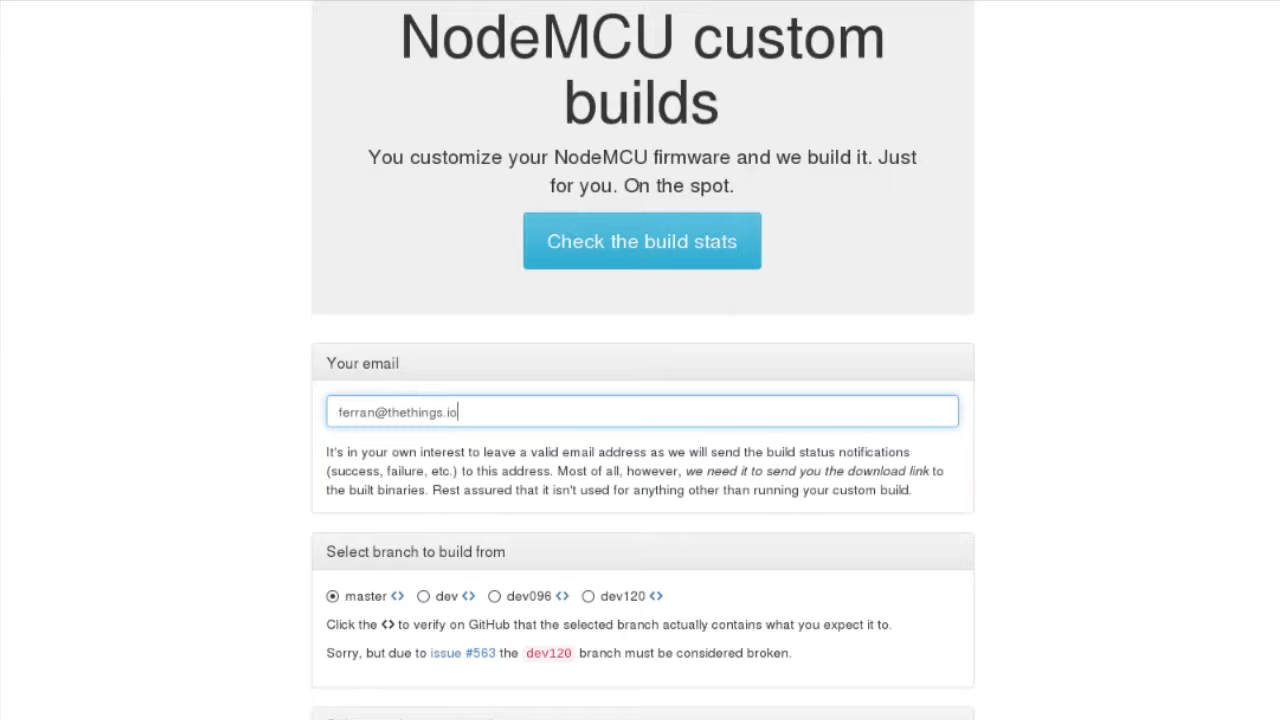 NodeMCU custom
builds
You customize your NodeMCU firmware and we build it. Just
for you. On the spot.
Check the build stats
Your email
ferran@thethings.io
It's in your own interest to leave a valid email address as we will send the build status notifications
(success, failure, etc.) to this address. Most of all, however, we need it to send you the download link to
the built binaries. Rest assured that it isn't used for anything other than running your custom build.
Select branch to build from
master <> dev <> dev096 <> dev120 <>
Click the <> to verify on GitHub that the selected branch actually contains what you expect it to.
Sorry, but due to issue #563 the dev120 branch must be considered broken.